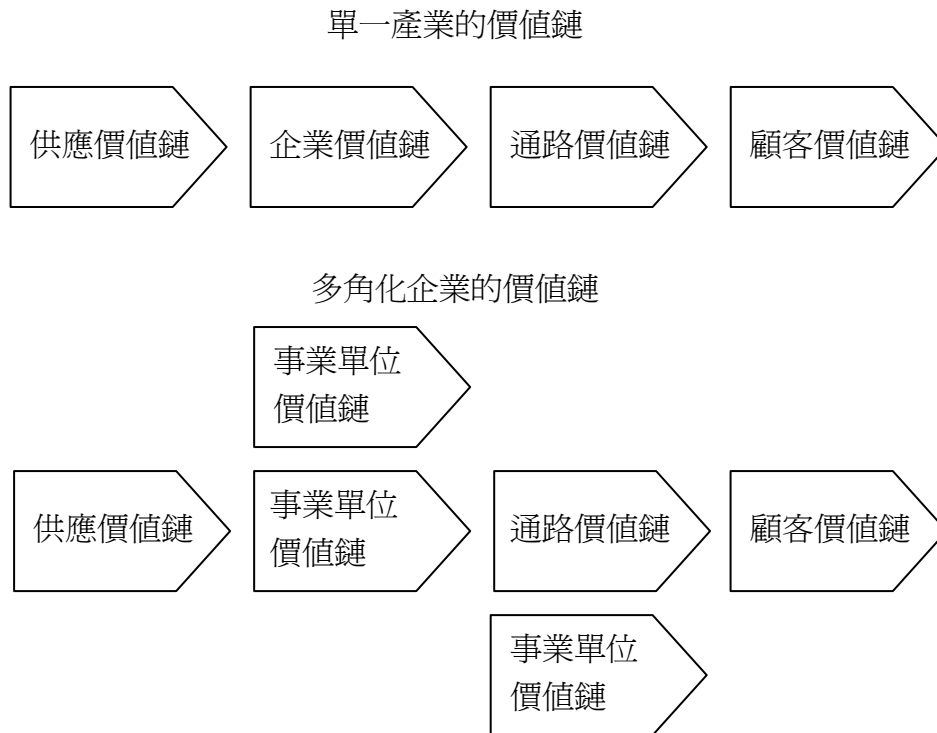 單一產業的價值鏈
供應價值鏈
企業價值鏈
通路價值鏈
顧客價值鏈
多角化企業的價值鏈
事業單位
價值鏈
供應價值鏈
事業單位
價值鏈
通路價值鏈
顧客價值鏈
事業單位
價值鏈